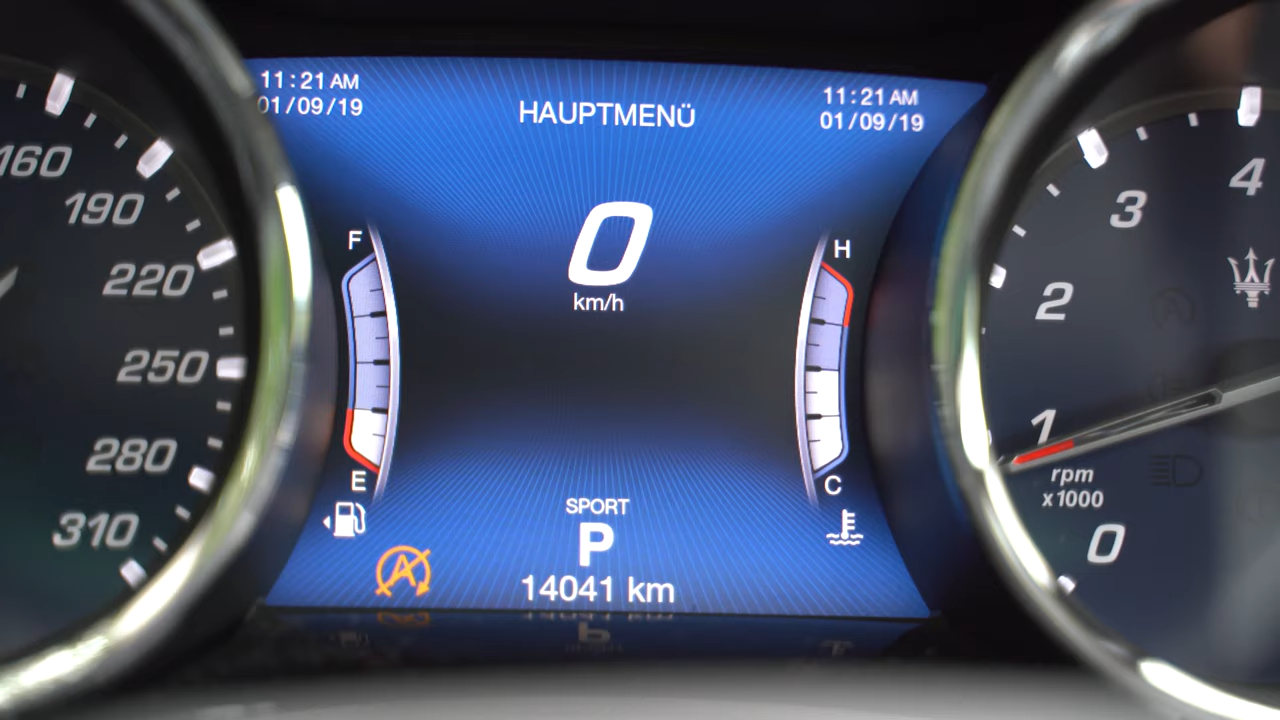 11:21 AM
01/09/19
HAUPTMENÜ
11:21 AM
01/09/19
160
190
220
250
280
310
F
E
0
km/h
H
C
SPORT
P
14041 km
A
4
3
2
1
rpm
x1000
0